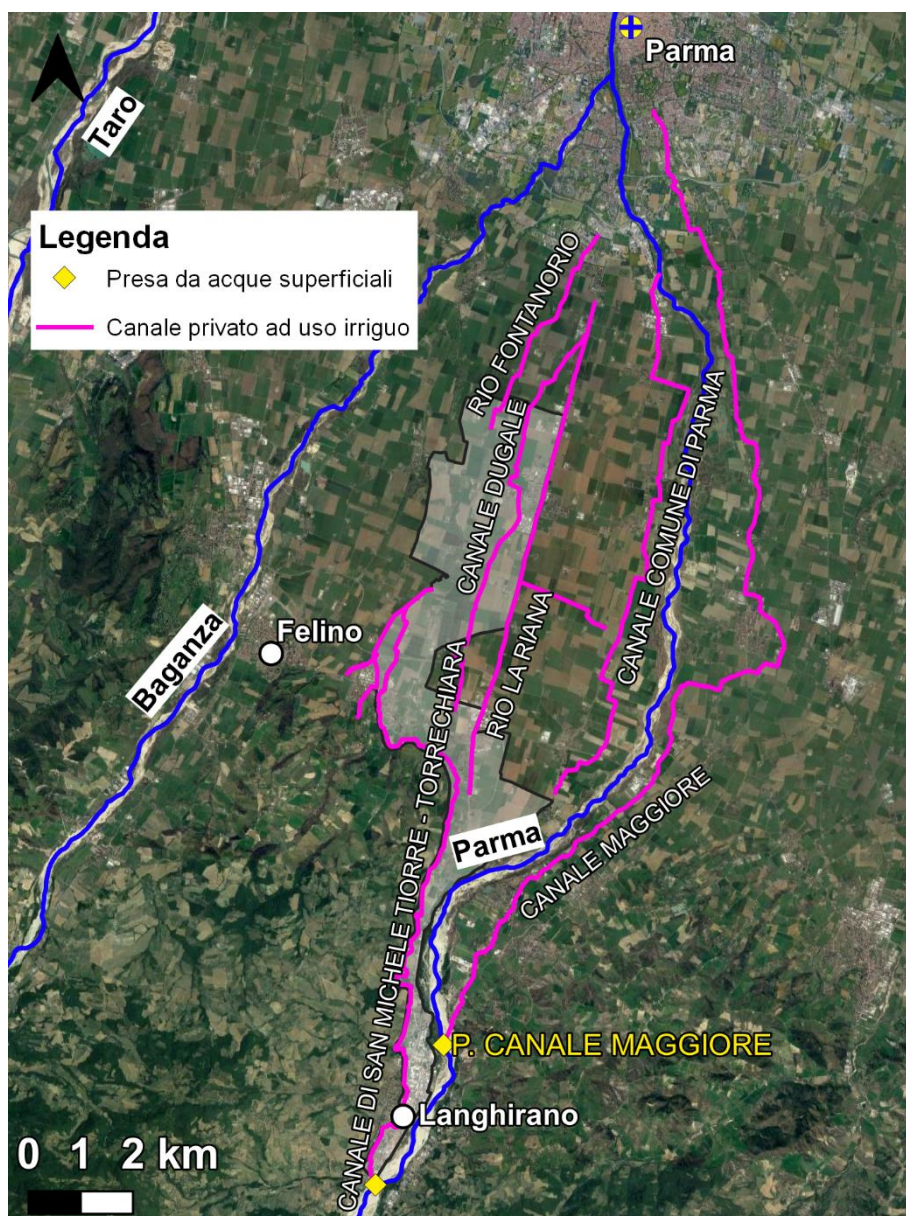 Parma
Taro
Legenda
Presa da acque superficiali
Canale privato ad uso irriguo
RIO FONTANORIO
CANALE DUGALE
CANALE COMUNE DI PARMA
RIO LA RIANA
Felino
Baganza
CANALE DI SAN MICHELE TIORRE - TORRECHIARA
Parma
CANALE MAGGIORE
P. CANALE MAGGIORE
Langhirano
0 1 2 km